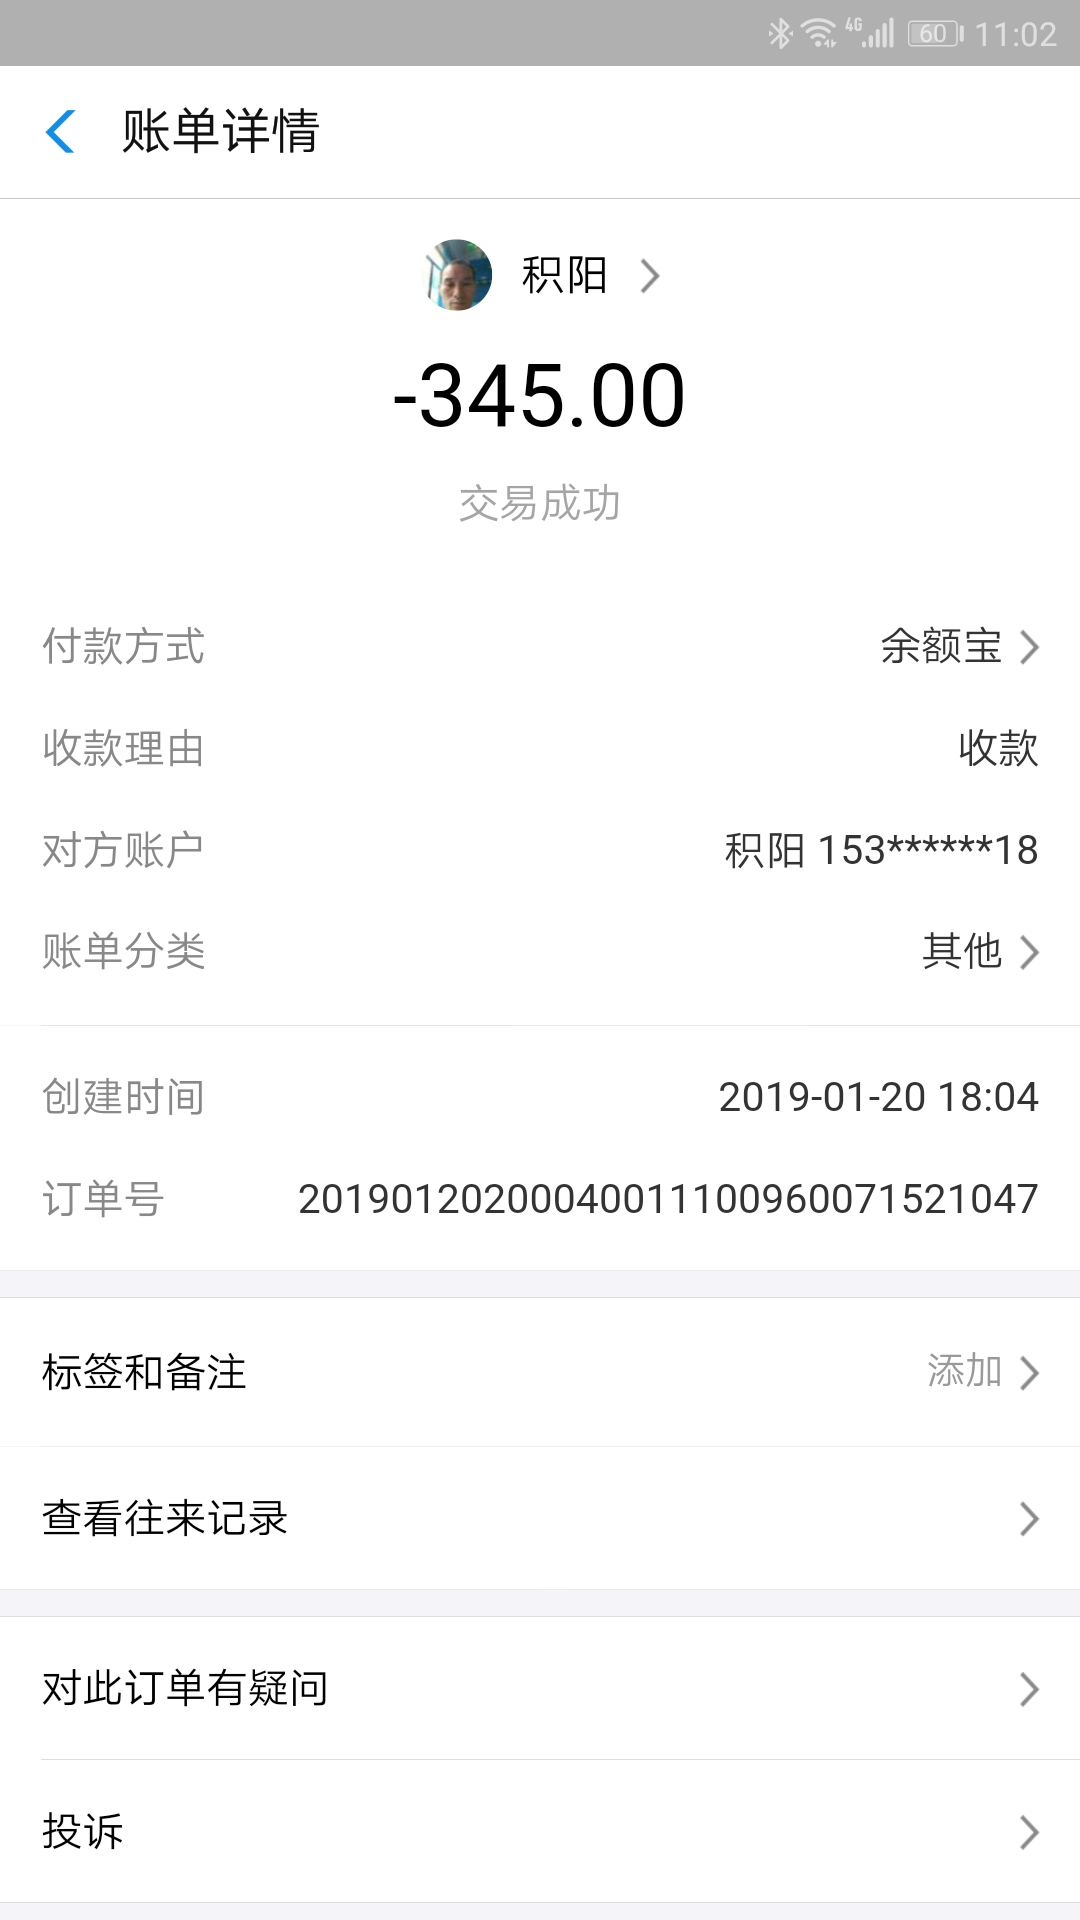 4G 60 11:02
账单详情
积阳
-345.00
交易成功
付款方式 余额宝
收款理由 收款
对方账户 积阳 153******18
账单分类 其他
创建时间 2019-01-20 18:04
订单号 20190120200040011100960071521047
标签和备注 添加
查看往来记录
对此订单有疑问
投诉